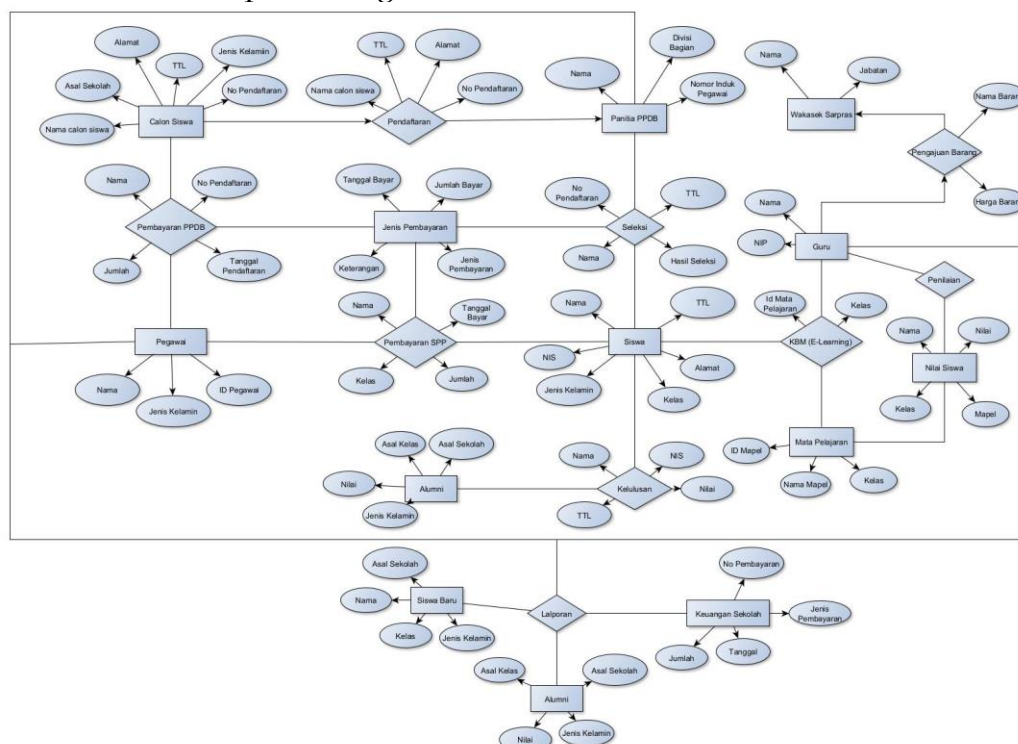 Alamat
TTL
Jenis Kelamiin
Asal Sekolah
No Pendaftaran
Nama calon siswa
Calon Siswa
TTL
Alamat
Nama calon siswa
No Pendaftaran
Pendaftaran
Divisi
Bagian
Nama
Nomor Induk
Pegawai
Panitia PPDB
Nama
Jabatan
Wakasek Sarpras
Nama Baran
Pengajuan Barang
Harga Baran
Nama
No Pendaftaran
Pembayaran PPDB
Jumlah
Tanggal
Pendaftaran
Tanggal Bayar
Jumlah Bayar
Jenis Pembayaran
Keterangan
Jenis
Pembayaran
No
Pendaftaran
TTL
Seleksi
Nama
Hasil Seleksi
Nama
NIP
Guru
Penilaian
Pegawai
Nama
Jenis Kelamin
ID Pegawai
Nama
Tanggal
Bayar
Pembayaran SPP
Kelas
Jumlah
Nama
TTL
Siswa
NIS
Alamat
Jenis Kelamin
Kelas
Id Mata
Pelajaran
Kelas
KBM (E-Learning)
Nama
Nilai
Nilai Siswa
Kelas
Mapel
Mata Pelajaran
ID Mapel
Nama Mapel
Kelas
Asal Kelas
Asal Sekolah
Nilai
Alumni
Jenis Kelamin
Nama
NIS
Kelulusan
Nilai
TTL
Asal Sekolah
Nama
Siswa Baru
Kelas
Jenis Kelamin
Lalporan
No Pembayaran
Keuangan Sekolah
Jenis
Pembayaran
Jumlah
Tanggal
Asal Kelas
Asal Sekolah
Alumni
Nilai
Jenis Kelamin